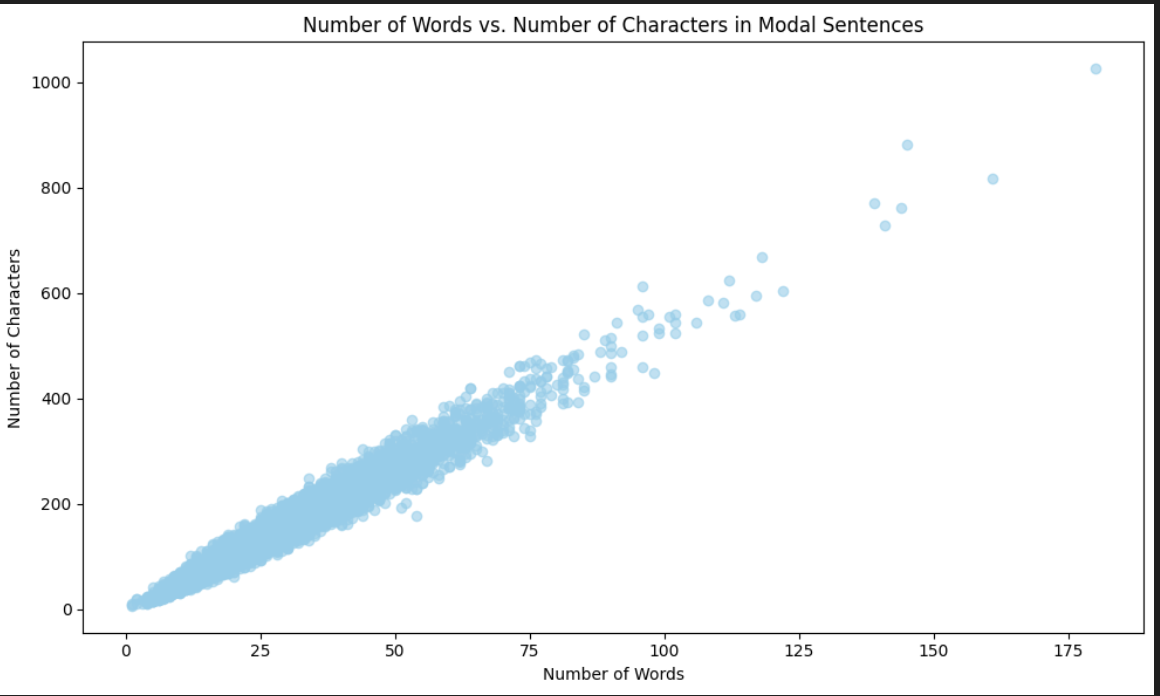 Number of Words vs. Number of Characters in Modal Sentences
1000
800
600
400
200
0
Number of Characters
0 25 50 75 100 125 150 175
Number of Words